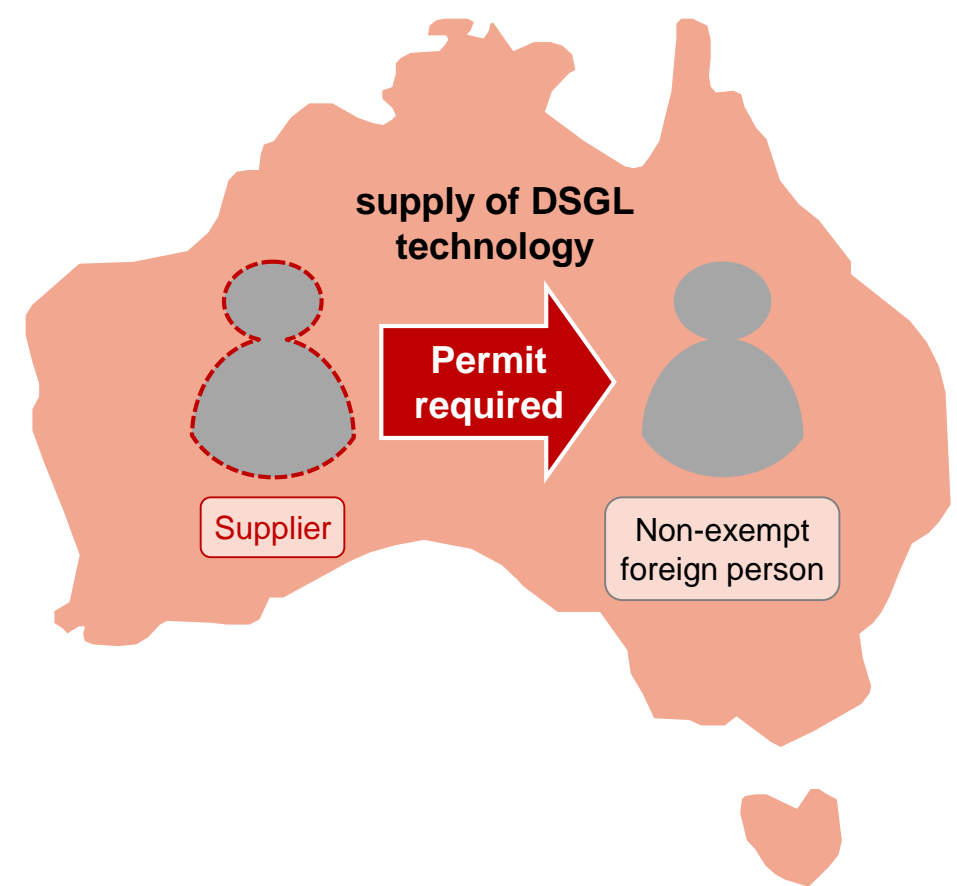 supply of DSGL
technology
Permit
required
Supplier
Non-exempt
foreign person